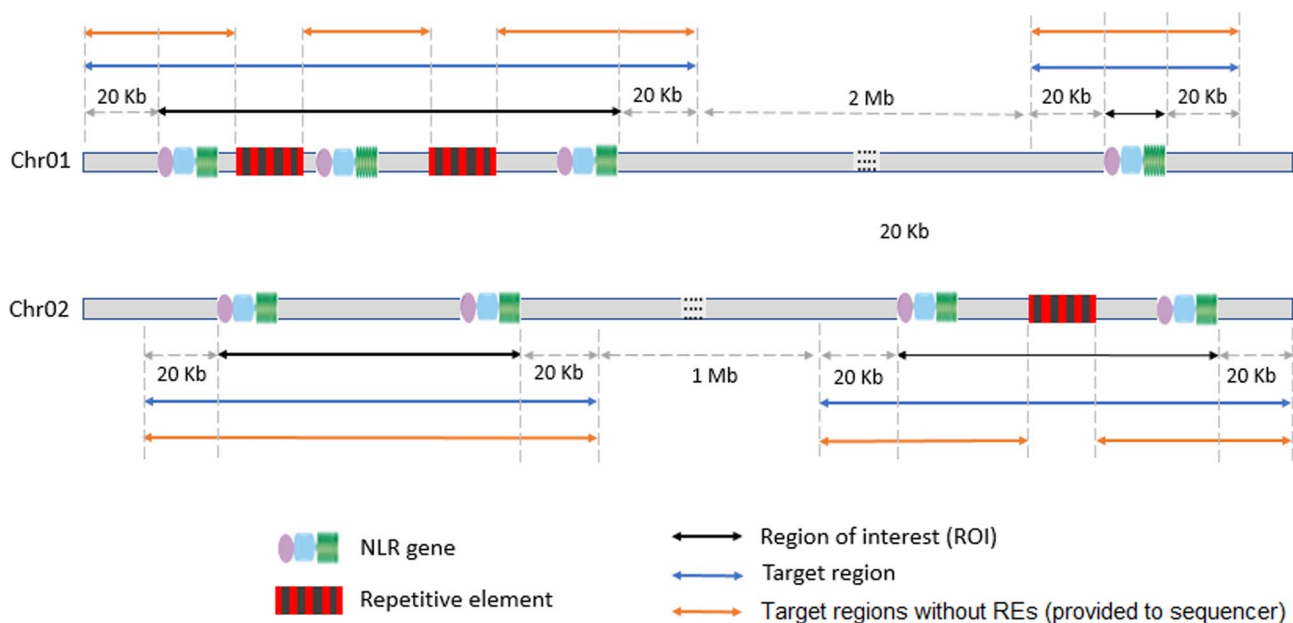 20 Kb
20 Kb
2 Mb
20 Kb
20 Kb
Chr01
20 Kb
Chr02
20 Kb
20 Kb
1 Mb
20 Kb
20 Kb
NLR gene
Repetitive element
Region of interest (ROI)
Target region
Target regions without REs (provided to sequencer)